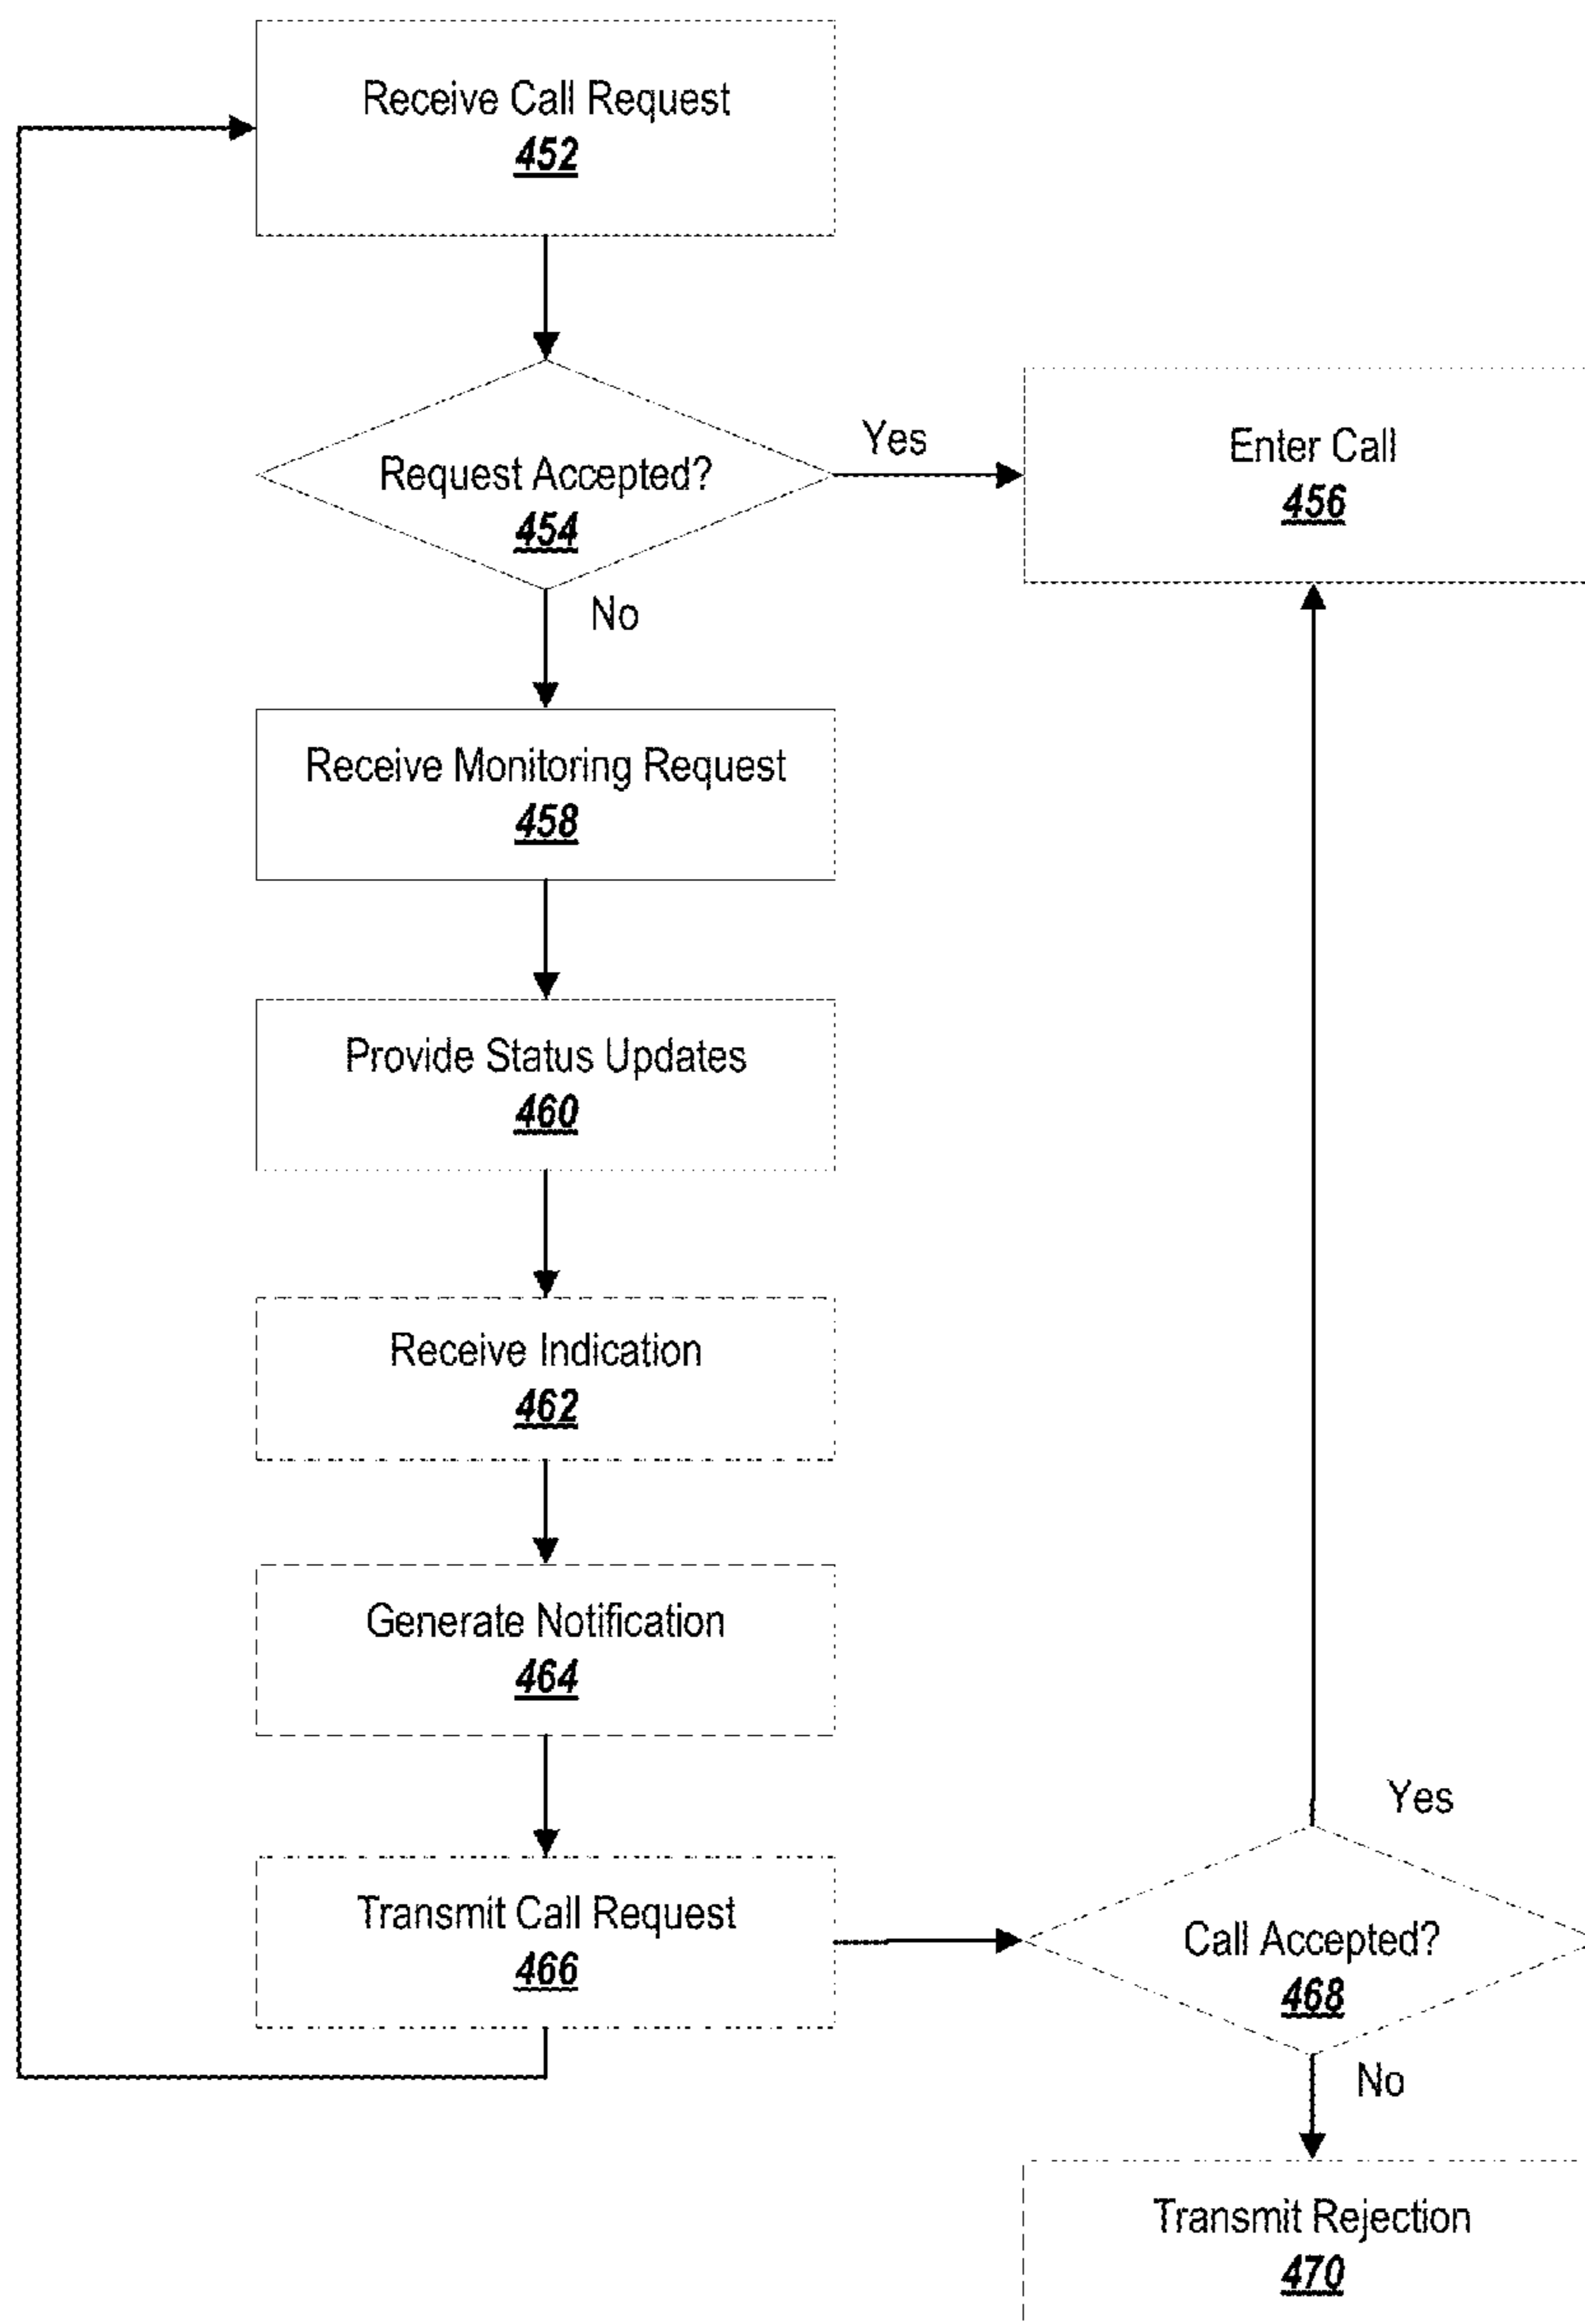 Receive Call Request
452
Request Accepted?
454
Yes
Enter Call
456
No
Receive Monitoring Request
458
Provide Status Updates
460
Receive Indication
462
Generate Notification
464
Transmit Call Request
466
Yes
Call Accepted?
468
No
Transmit Rejection
470